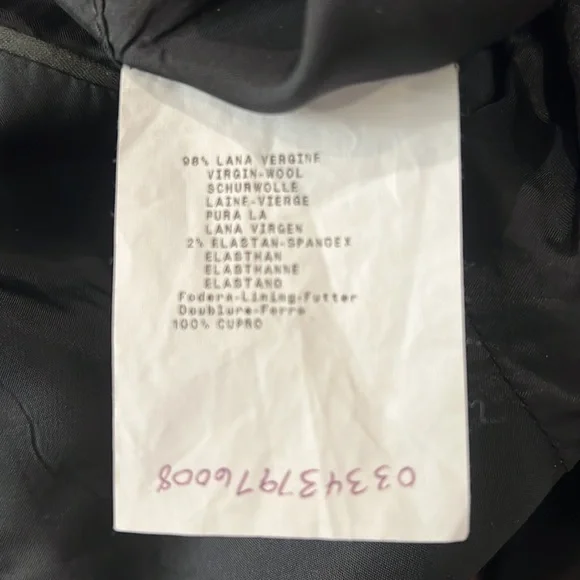 98% LANA VERGINE
VIRGIN-WOOL
SCHURWOLLE
LAINE-VIERGE
PURA LA
LANA VIRGEN
2% ELASTAN-SPANDEX
ELASTHAN
ELASTHANNE
ELASTANO
Fodera-Lining-Futter
Doublure-Forro
100% CUPRO
033437976008